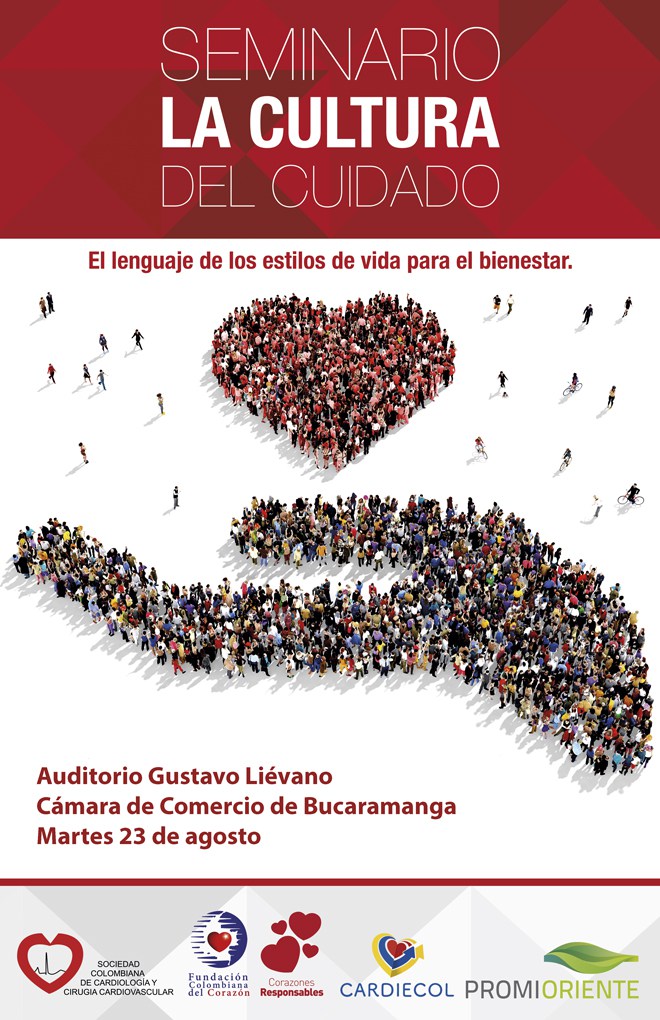 SEMINARIO
LA CULTURA
DEL CUIDADO
El lenguaje de los estilos de vida para el bienestar.
Auditorio Gustavo Liévano
Cámara de Comercio de Bucaramanga
Martes 23 de agosto
SOCIEDAD
COLOMBIANA
DE CARDIOLOGÍA Y
CIRUGIA CARDIOVASCULAR
Fundación
Colombiana
del Corazón
Corazones
Responsables
CARDIECOL
PROMIORIENTE